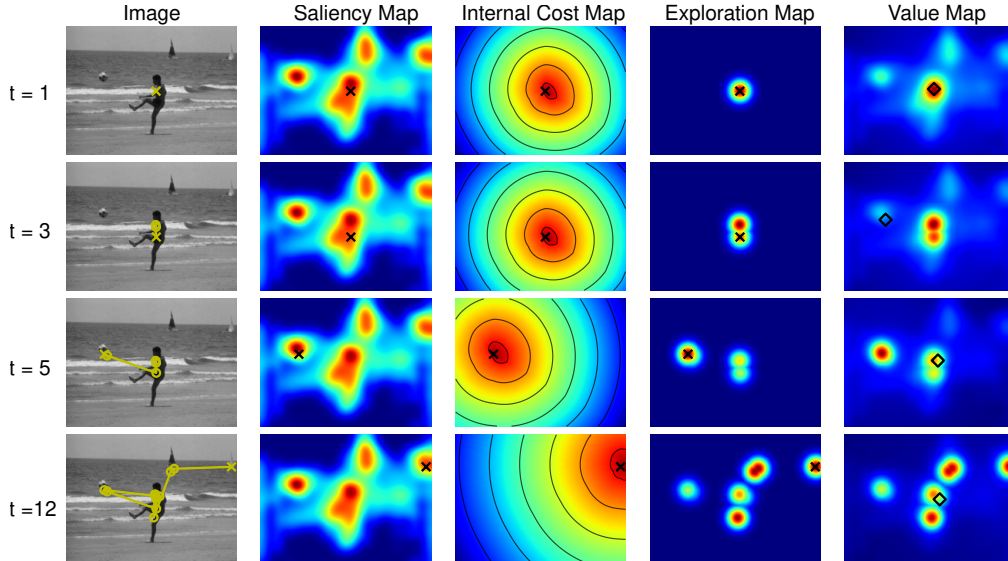 Image Saliency Map Internal Cost Map Exploration Map Value Map
t = 1
t = 3
t = 5
t =12